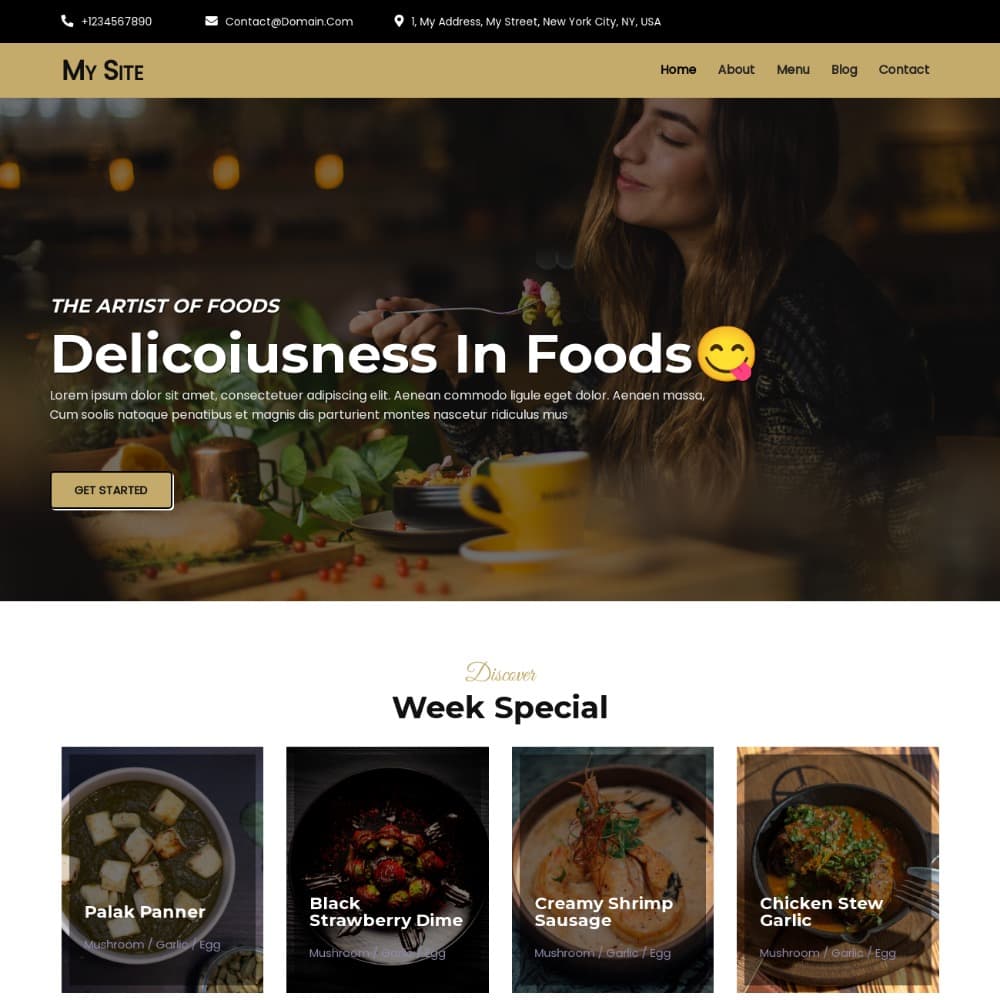 +1234567890 Contact@Domain.Com 1, My Address, My Street, New York City, NY, USA
My Site Home About Menu Blog Contact
THE ARTIST OF FOODS
Delicoiusness In Foods😋
Lorem ipsum dolor sit amet, consectetuer adipiscing elit. Aenean commodo ligule eget dolor. Aenaen massa,
Cum soolis natoque penatibus et magnis dis parturient montes nascetur ridiculus mus
GET STARTED
Discover
Week Special
Palak Panner
Mushroom / Garlic / Egg
Black
Strawberry Dime
Mushroom / Garlic / Egg
Creamy Shrimp
Sausage
Mushroom / Garlic / Egg
Chicken Stew
Garlic
Mushroom / Garlic / Egg